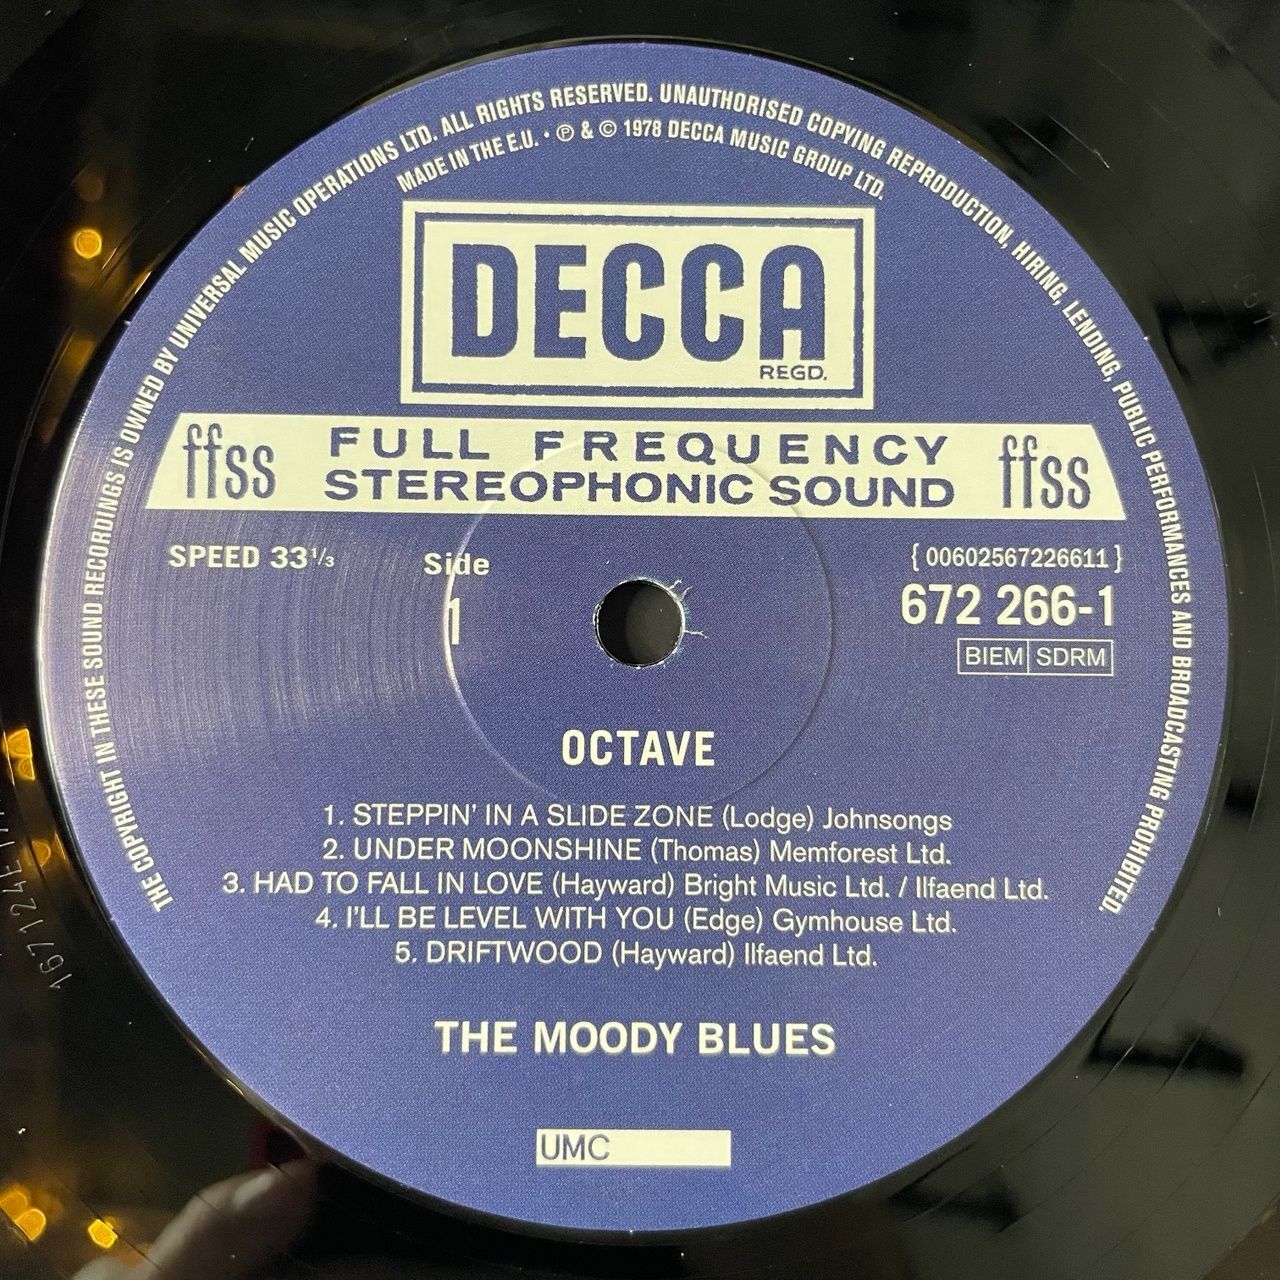 THE COPYRIGHT IN THESE SOUND RECORDINGS IS OWNED BY UNIVERSAL MUSIC OPERATIONS LTD. ALL RIGHTS RESERVED. UNAUTHORISED COPYING REPRODUCTION, HIRING, LENDING, PUBLIC PERFORMANCES AND BROADCASTING PROHIBITED.
MADE IN THE E.U. • ℗ & © 1978 DECCA MUSIC GROUP LTD.
DECCA
REGD.
ffss FULL FREQUENCY ffss
STEREOPHONIC SOUND
SPEED 33 1/3 Side {00602567226611}
1 672 266-1
BIEM SDRM
OCTAVE
1. STEPPIN' IN A SLIDE ZONE (Lodge) Johnsongs
2. UNDER MOONSHINE (Thomas) Memforest Ltd.
3. HAD TO FALL IN LOVE (Hayward) Bright Music Ltd. / Ilfaend Ltd.
4. I'LL BE LEVEL WITH YOU (Edge) Gymhouse Ltd.
5. DRIFTWOOD (Hayward) Ilfaend Ltd.
THE MOODY BLUES
UMC